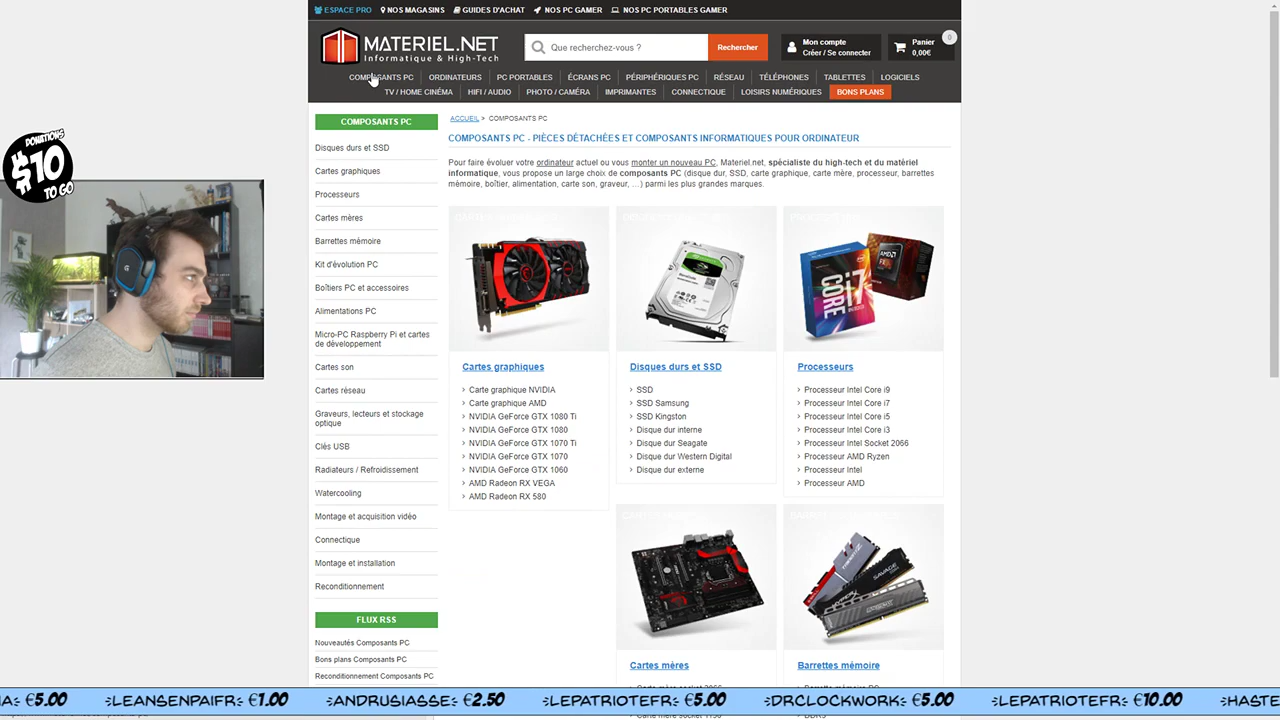 ESPACE PRO NOS MAGASINS GUIDES D'ACHAT NOS PC GAMER NOS PC PORTABLES GAMER
MATERIEL.NET
Informatique & High-Tech
Que recherchez-vous ?
Rechercher
Mon compte
Créer / Se connecter
Panier
0,00€
0
COMPOSANTS PC ORDINATEURS PC PORTABLES ÉCRANS PC PÉRIPHÉRIQUES PC RÉSEAU TÉLÉPHONES TABLETTES LOGICIELS
TV / HOME CINÉMA HIFI / AUDIO PHOTO / CAMÉRA IMPRIMANTES CONNECTIQUE LOISIRS NUMÉRIQUES BONS PLANS
COMPOSANTS PC
Disques durs et SSD
Cartes graphiques
Processeurs
Cartes mères
Barrettes mémoire
Kit d'évolution PC
Boîtiers PC et accessoires
Alimentations PC
Micro-PC Raspberry Pi et cartes
de développement
Cartes son
Cartes réseau
Graveurs, lecteurs et stockage
optique
Clés USB
Radiateurs / Refroidissement
Watercooling
Montage et acquisition vidéo
Connectique
Montage et installation
Reconditionnement
FLUX RSS
Nouveautés Composants PC
Bons plans Composants PC
Reconditionnement Composants PC
ACCUEIL > COMPOSANTS PC
COMPOSANTS PC - PIÈCES DÉTACHÉES ET COMPOSANTS INFORMATIQUES POUR ORDINATEUR
Pour faire évoluer votre ordinateur actuel ou vous monter un nouveau PC, Materiel.net, spécialiste du high-tech et du matériel
informatique, vous propose un large choix de composants PC (disque dur, SSD, carte graphique, carte mère, processeur, barrettes
mémoire, boîtier, alimentation, carte son, graveur, ...) parmi les plus grandes marques.
Cartes graphiques
Carte graphique NVIDIA
Carte graphique AMD
NVIDIA GeForce GTX 1080 Ti
NVIDIA GeForce GTX 1080
NVIDIA GeForce GTX 1070 Ti
NVIDIA GeForce GTX 1070
NVIDIA GeForce GTX 1060
AMD Radeon RX VEGA
AMD Radeon RX 580
Disques durs et SSD
SSD
SSD Samsung
SSD Kingston
Disque dur interne
Disque dur Seagate
Disque dur Western Digital
Disque dur externe
CORE i7
AMD
Processeurs
Processeur Intel Core i9
Processeur Intel Core i7
Processeur Intel Core i5
Processeur Intel Core i3
Processeur Intel Socket 2066
Processeur AMD Ryzen
Processeur Intel
Processeur AMD
Cartes mères
SAVAGE
Barrettes mémoire
DONATIONS
#10
TO GO
€5.00 LEANSENPAIFR: €1.00 ANDRUSIASSE: €2.50 LEPATRIOTEFR: €5.00 DRCLOCKWORK: €5.00 LEPATRIOTEFR: €10.00 HASTE